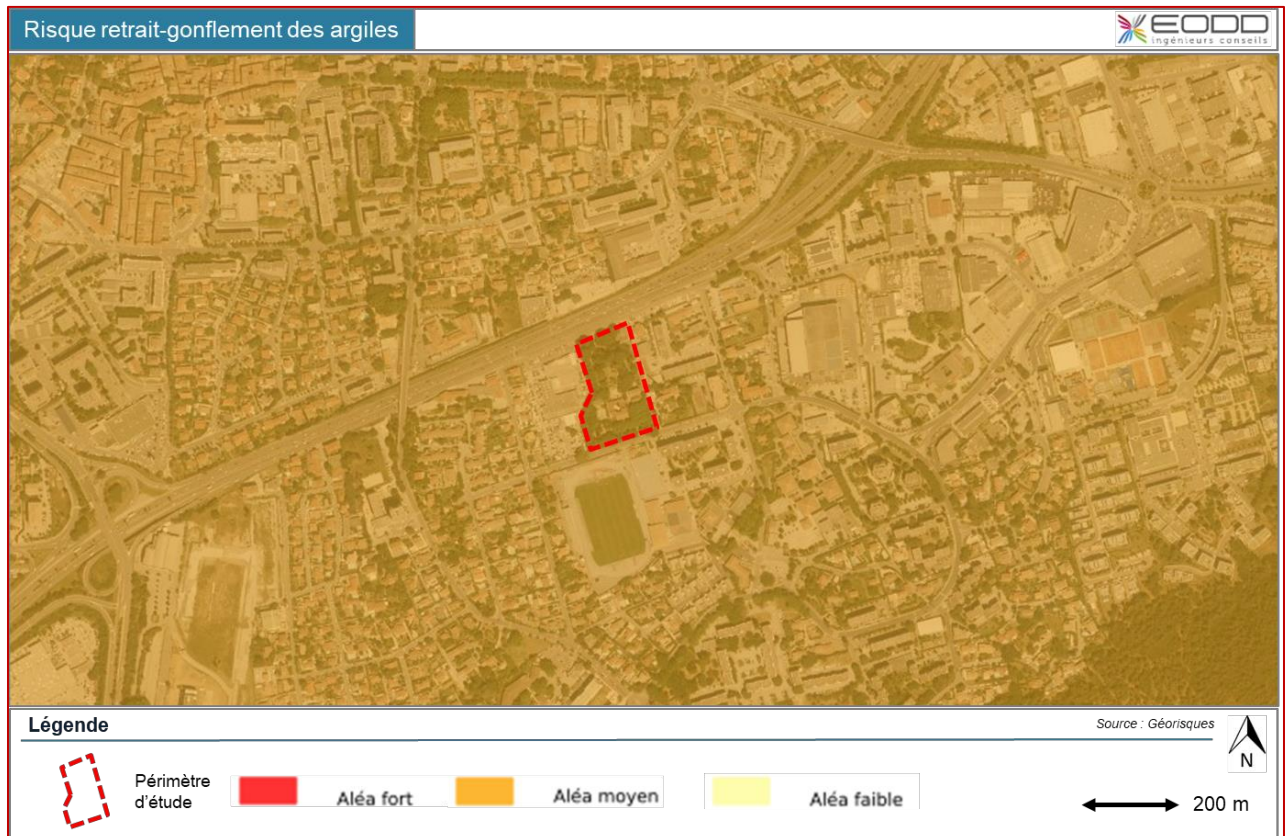 Risque retrait-gonflement des argiles
EODD
ingénieurs conseils
Légende
Source : Géorisques
Périmètre
d'étude
Aléa fort
Aléa moyen
Aléa faible
N
200 m